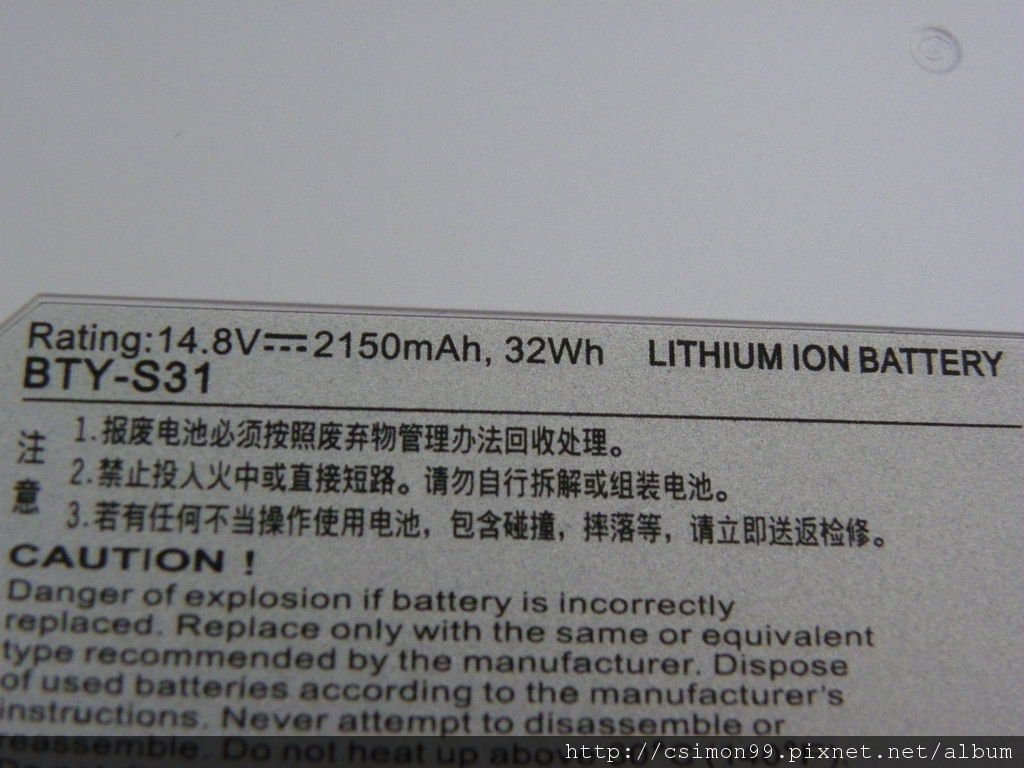 Rating:14.8V⎓2150mAh, 32Wh LITHIUM ION BATTERY
BTY-S31
注意
1.报废电池必须按照废弃物管理办法回收处理。
2.禁止投入火中或直接短路。请勿自行拆解或组装电池。
3.若有任何不当操作使用电池，包含碰撞，摔落等，请立即送返检修。
CAUTION !
Danger of explosion if battery is incorrectly
replaced. Replace only with the same or equivalent
type recommended by the manufacturer. Dispose
of used batteries according to the manufacturer's
instructions. Never attempt to disassemble or
reassemble. Do not heat up above
http://csimon99.pixnet.net/album